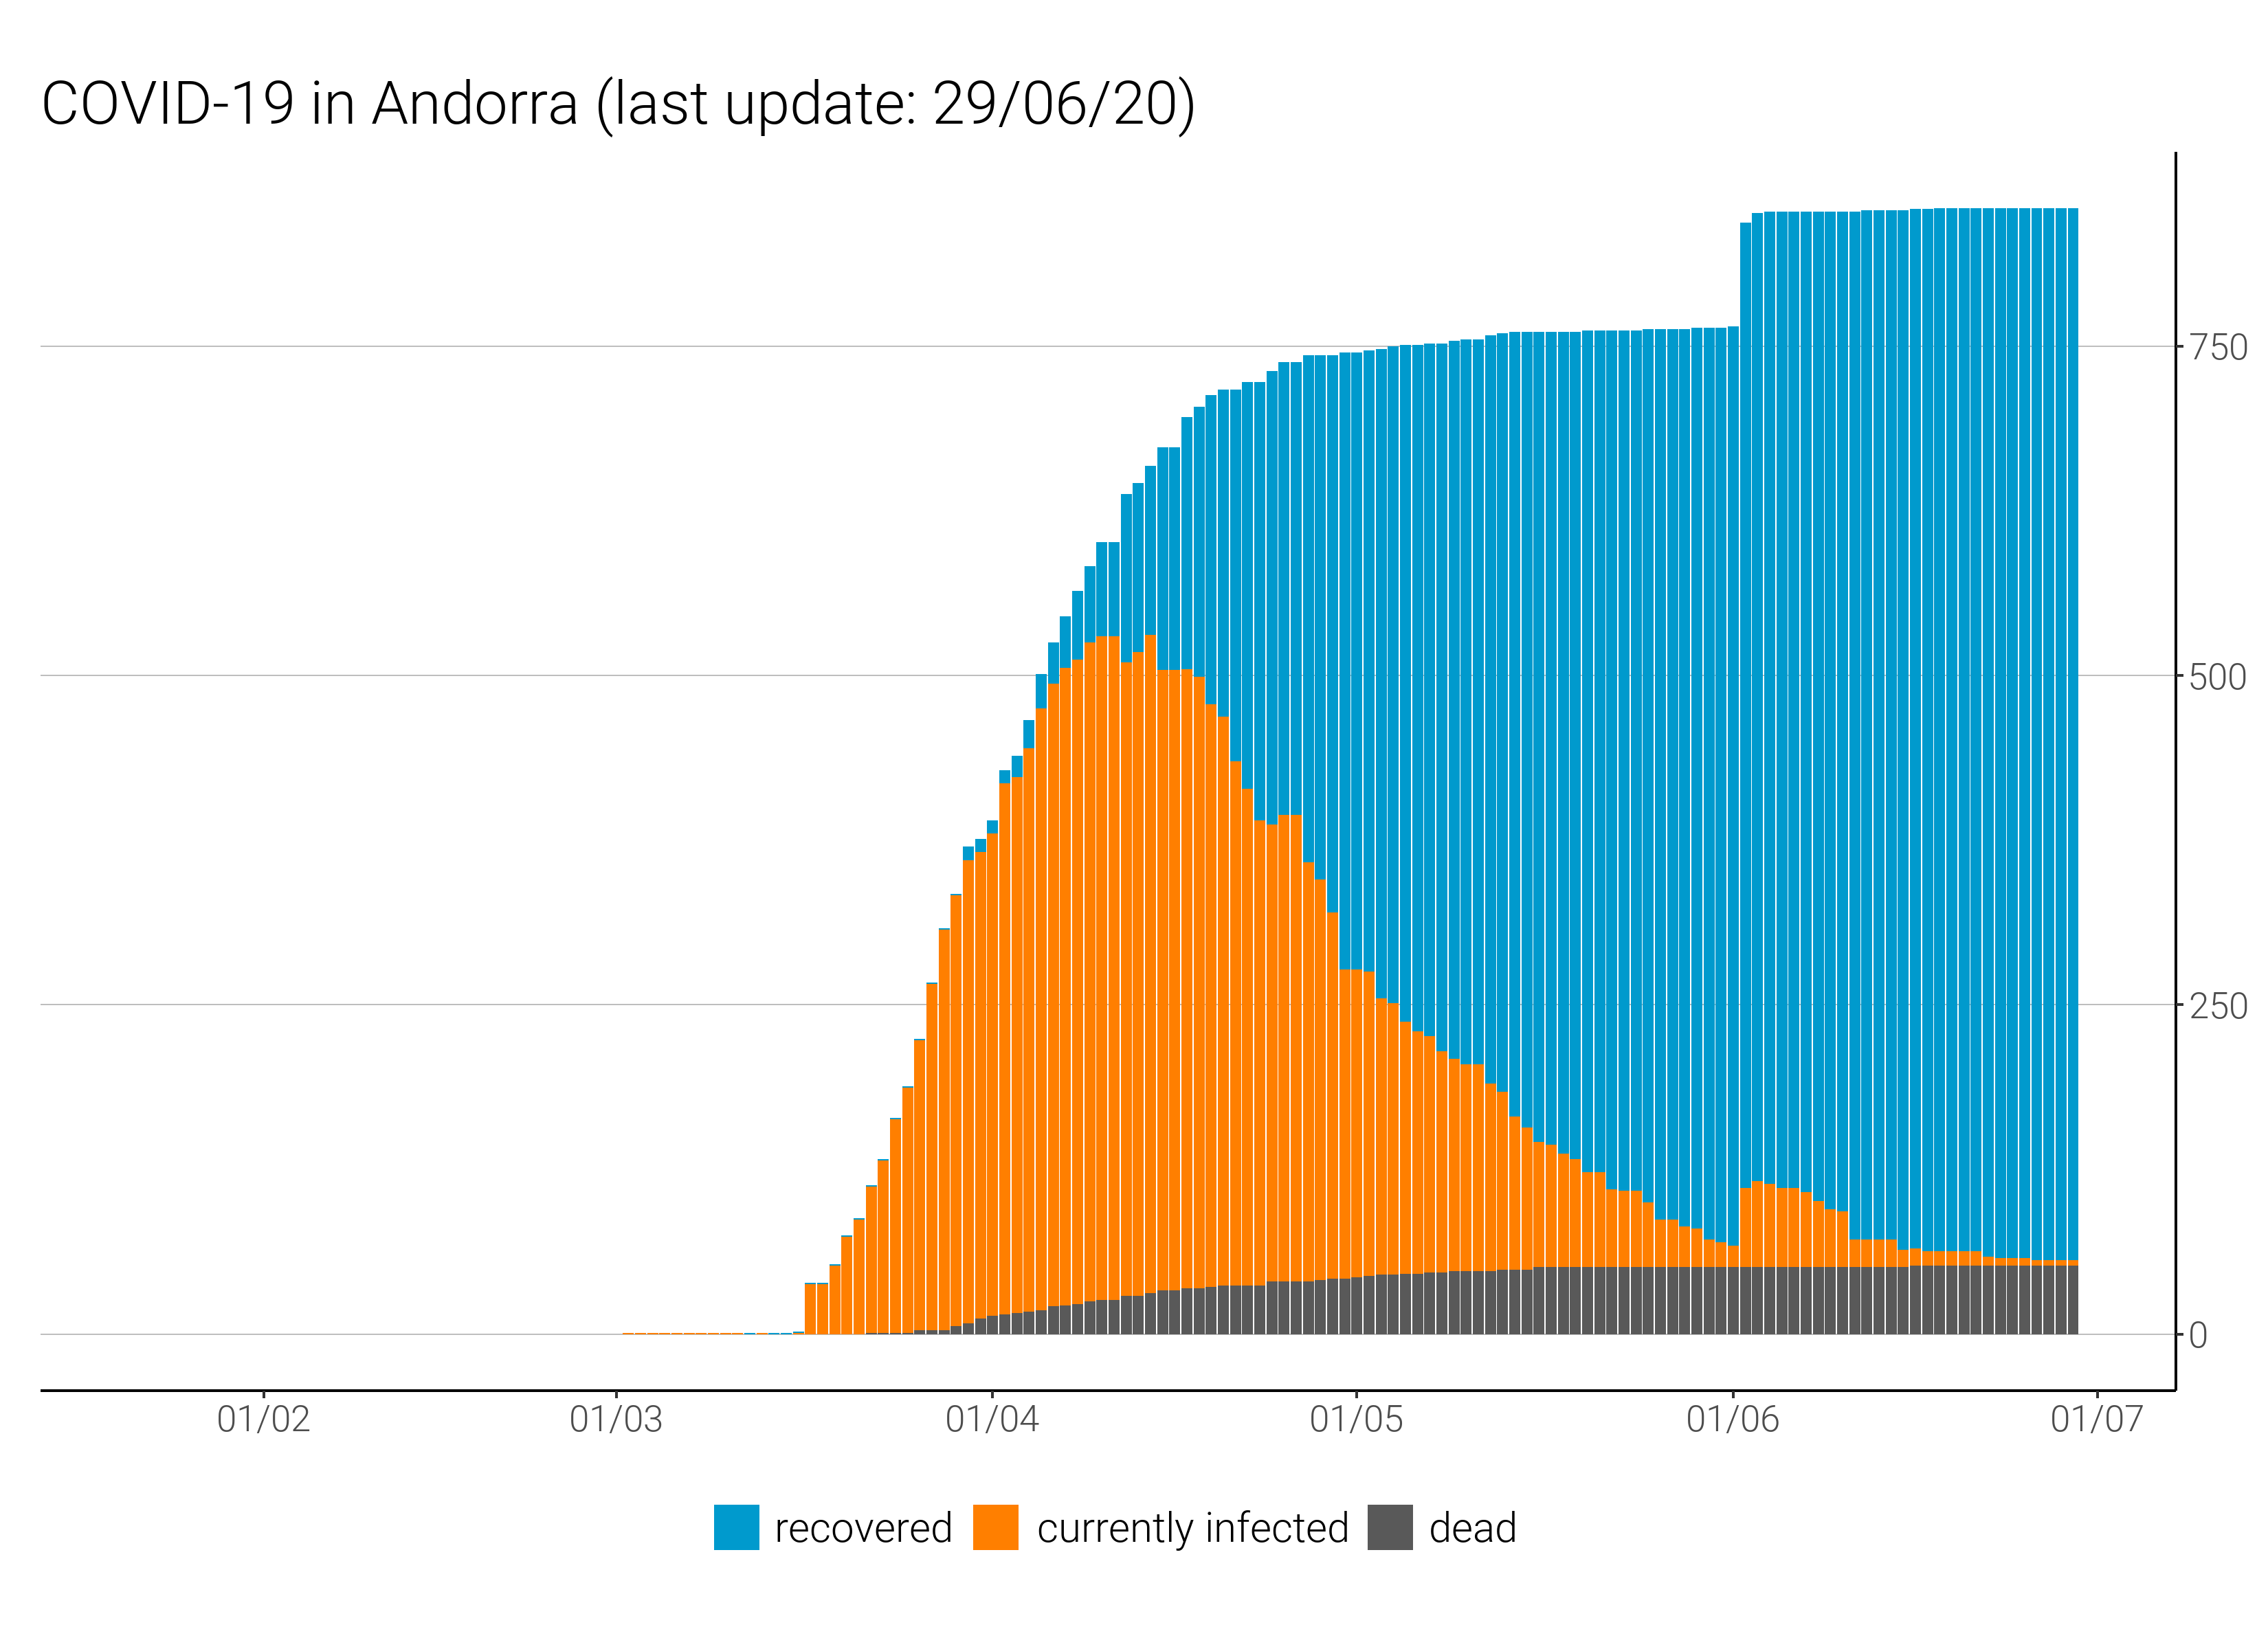 COVID-19 in Andorra (last update: 29/06/20)
750
500
250
0
01/02 01/03 01/04 01/05 01/06 01/07
recovered currently infected dead